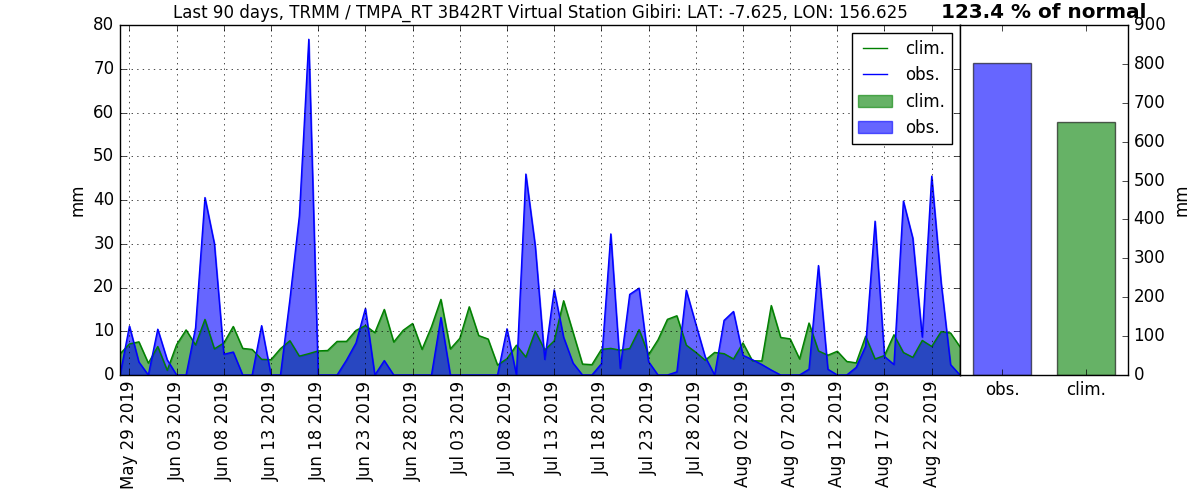 Last 90 days, TRMM / TMPA_RT 3B42RT Virtual Station Gibiri: LAT: -7.625, LON: 156.625
123.4 % of normal
80
70
60
50
40
30
20
10
0
mm
clim.
obs.
clim.
obs.
900
800
700
600
500
400
300
200
100
0
mm
May 29 2019
Jun 03 2019
Jun 08 2019
Jun 13 2019
Jun 18 2019
Jun 23 2019
Jun 28 2019
Jul 03 2019
Jul 08 2019
Jul 13 2019
Jul 18 2019
Jul 23 2019
Jul 28 2019
Aug 02 2019
Aug 07 2019
Aug 12 2019
Aug 17 2019
Aug 22 2019
obs.
clim.